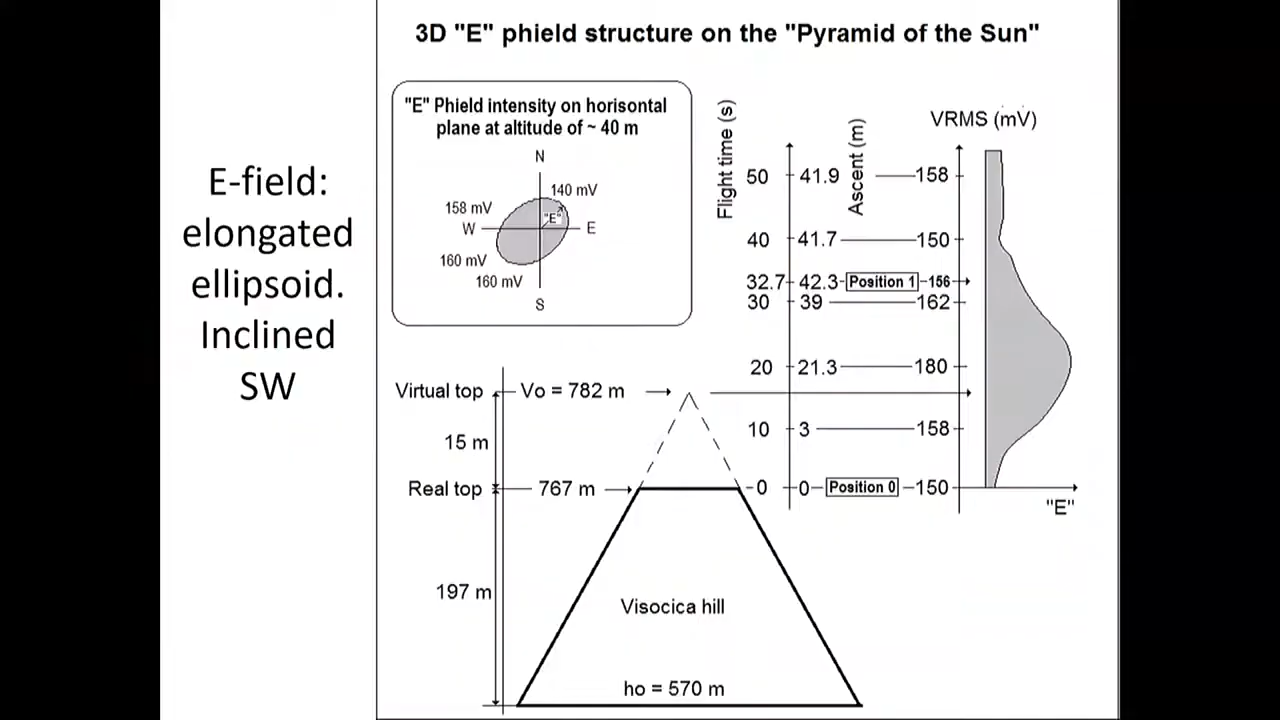 3D "E" phield structure on the "Pyramid of the Sun"
E-field:
elongated
ellipsoid.
Inclined
SW
"E" Phield intensity on horisontal
plane at altitude of ~ 40 m
N
140 mV
158 mV
"E"
W
E
160 mV
160 mV
S
Flight time (s)
Ascent (m)
VRMS (mV)
50 41.9 158
40 41.7 150
32.7 42.3 Position 1 156
30 39 162
20 21.3 180
10 3 158
0 0 Position 0 150
"E"
Virtual top Vo = 782 m
15 m
Real top 767 m
197 m
Visocica hill
ho = 570 m